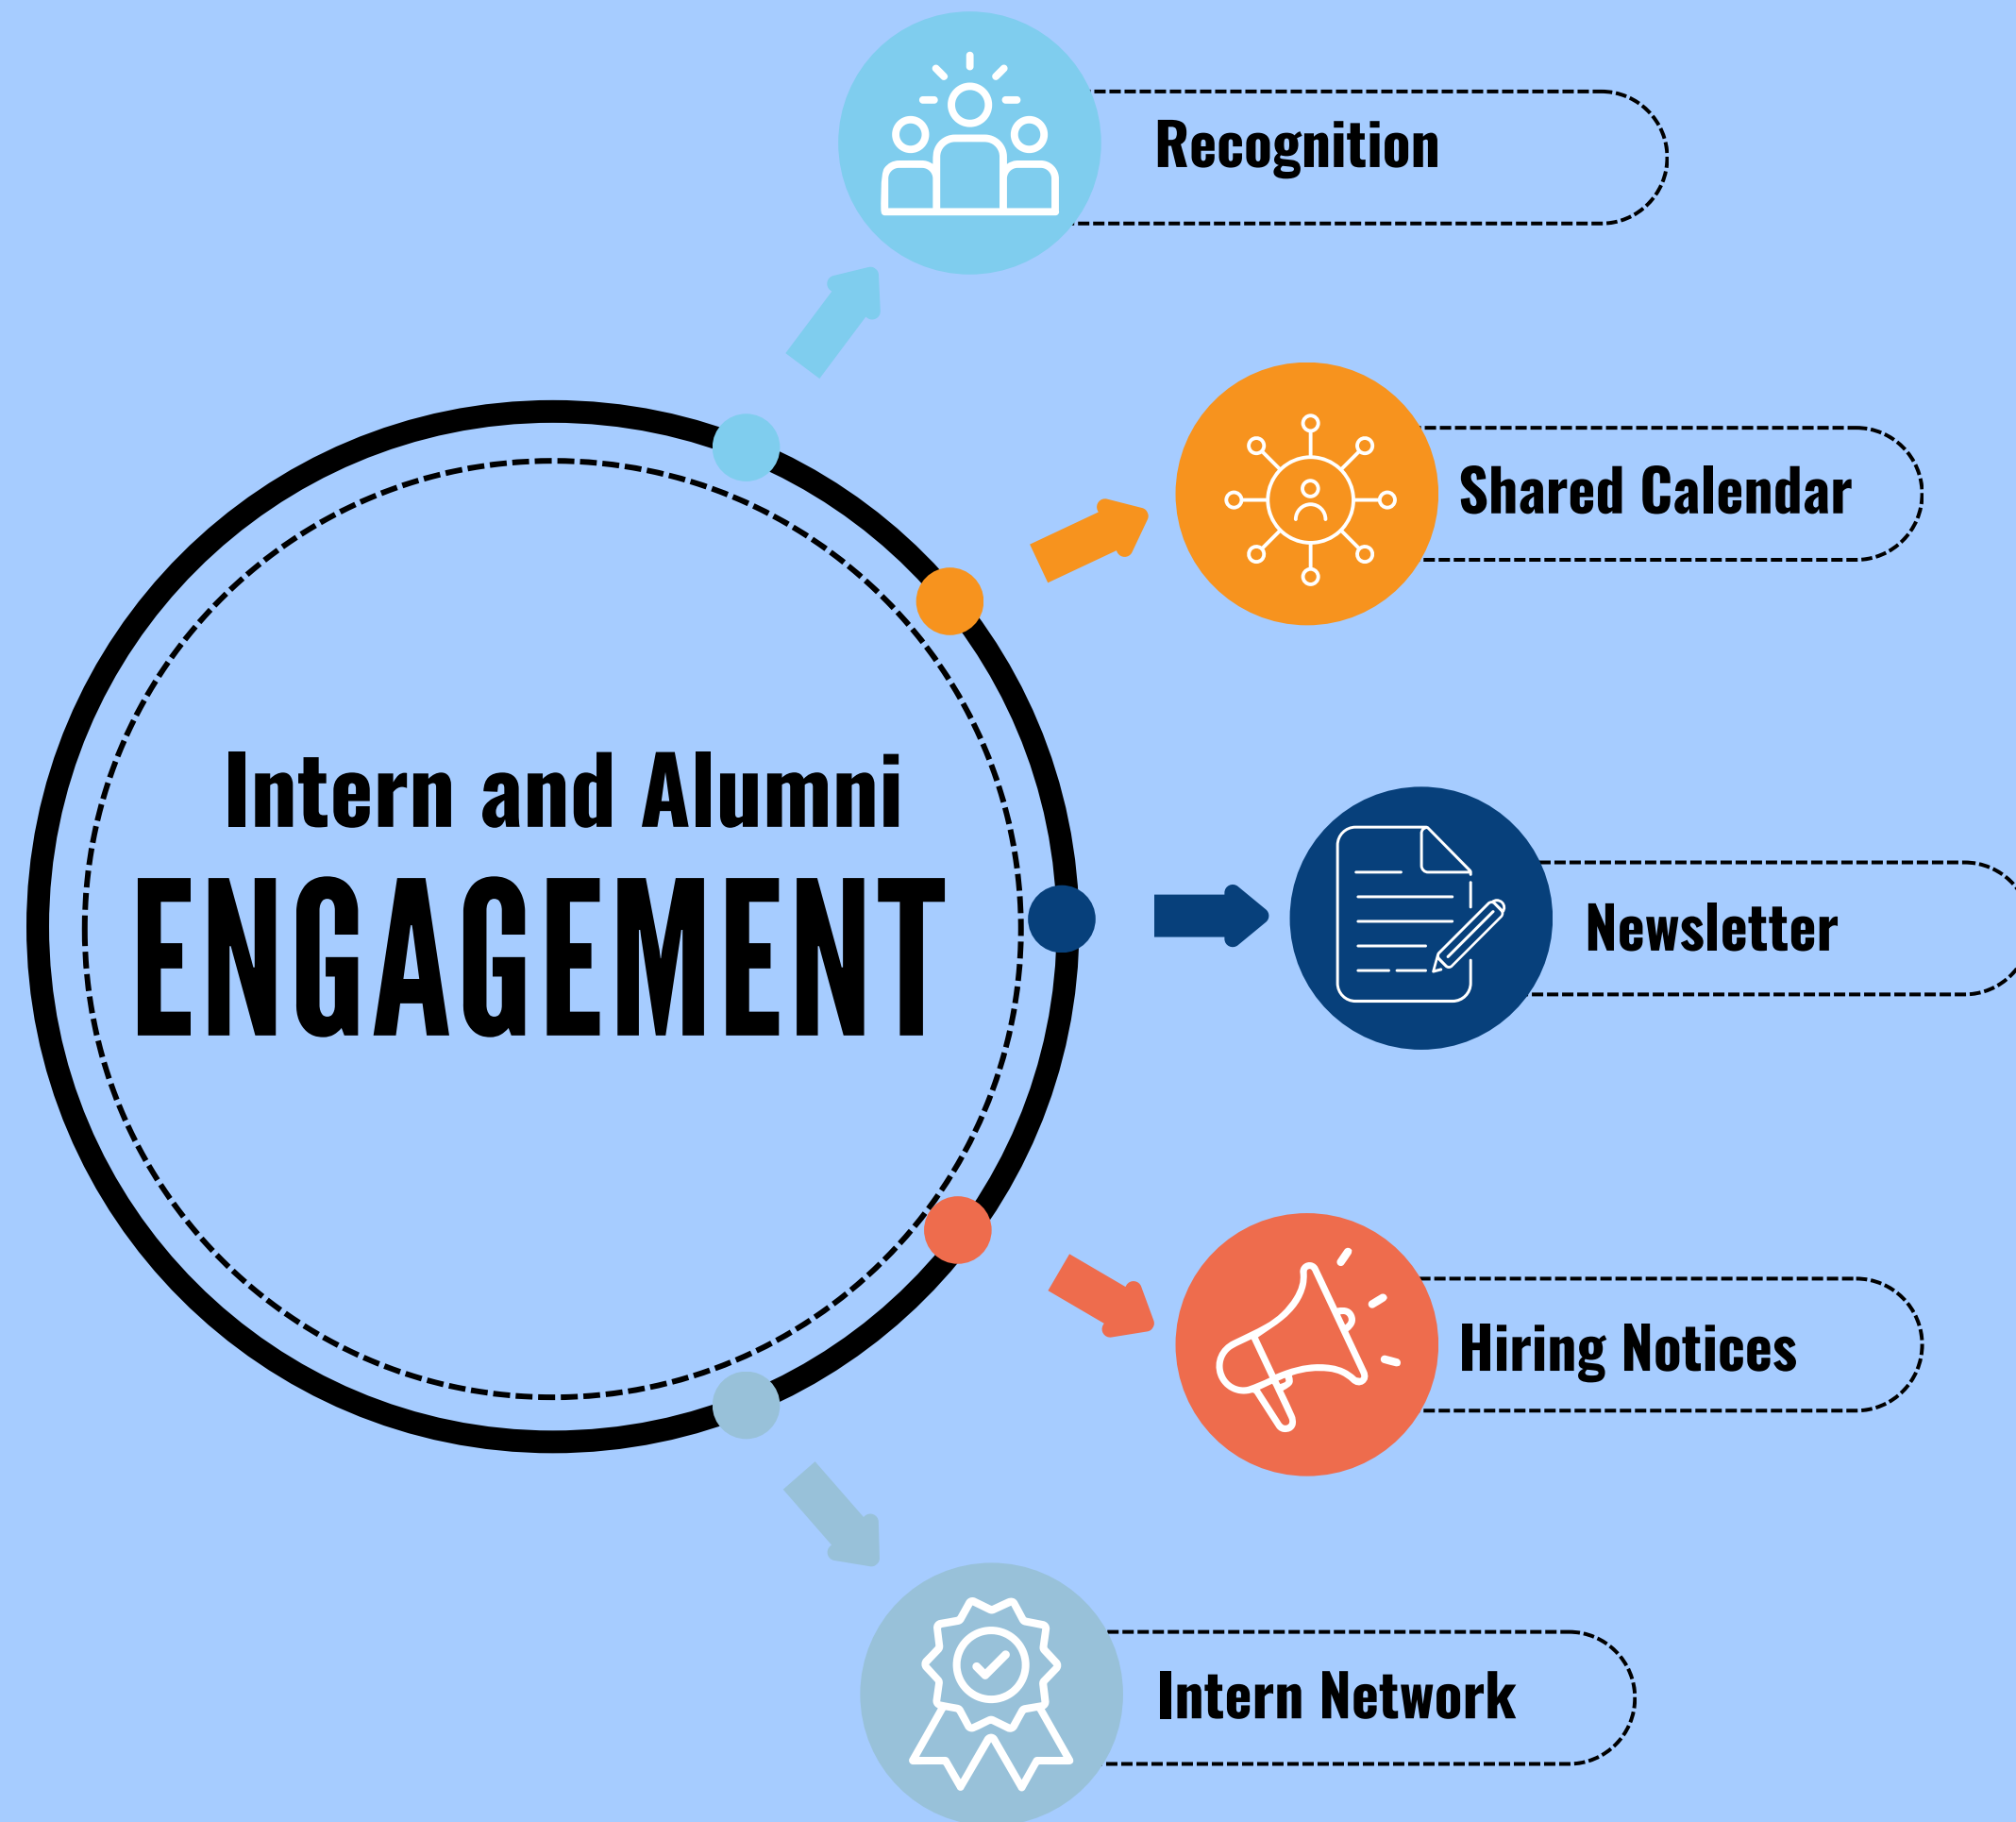 Recognition
Shared Calendar
Intern and Alumni
ENGAGEMENT
Newsletter
Hiring Notices
Intern Network